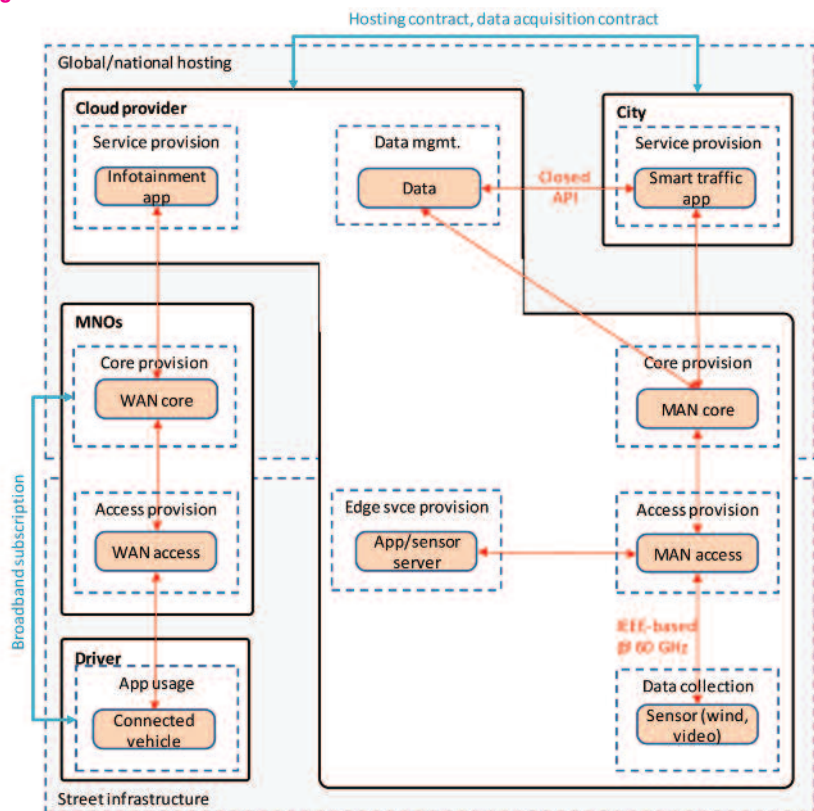 Hosting contract, data acquisition contract
Global/national hosting
Cloud provider
Service provision
Infotainment
app
Data mgmt.
Data
Closed
API
City
Service provision
Smart traffic
app
MNOs
Core provision
WAN core
Core provision
MAN core
Broadband subscription
Access provision
WAN access
Edge svce provision
App/sensor
server
Access provision
MAN access
IEEE-based
@ 60 GHz
Driver
App usage
Connected
vehicle
Data collection
Sensor (wind,
video)
Street infrastructure